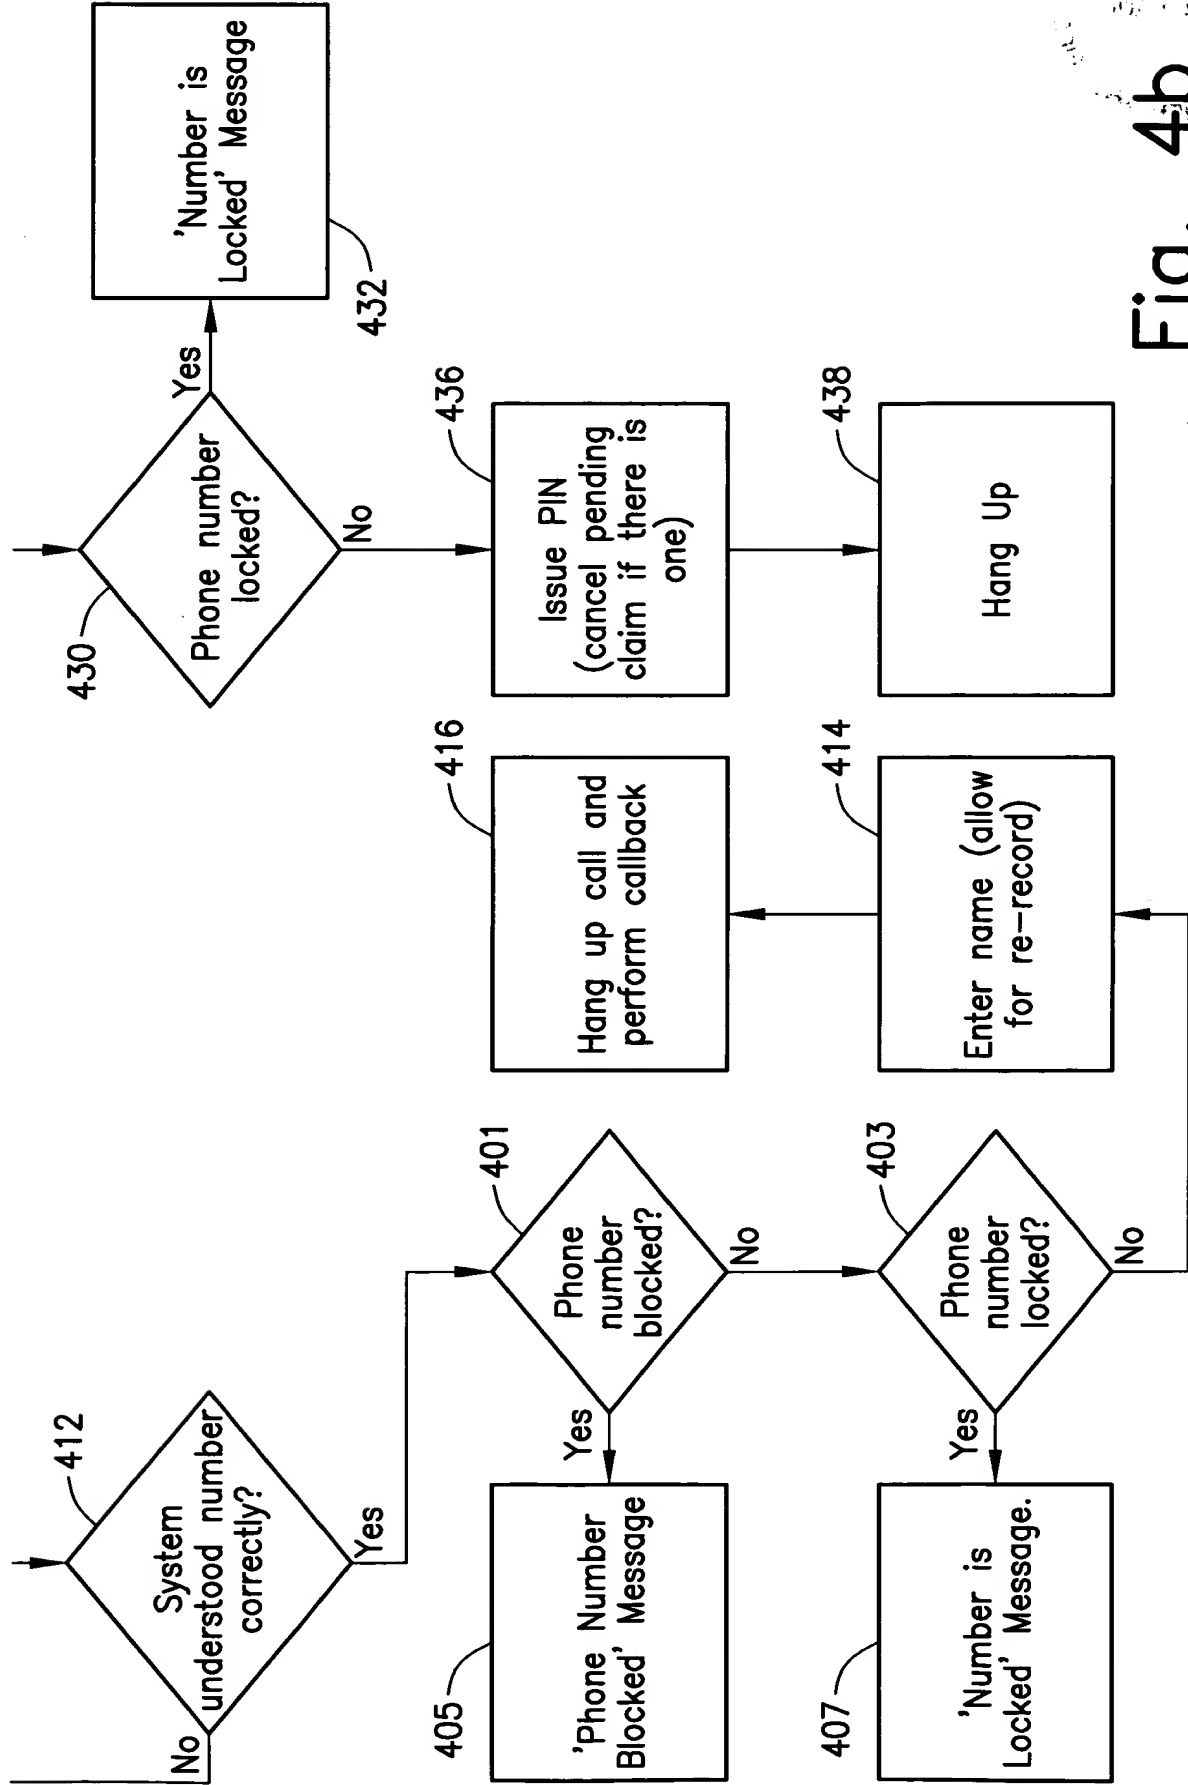 412
System
understood number
correctly?
No
Yes
401
Phone
number
blocked?
Yes
No
405
'Phone Number
Blocked' Message
403
Phone
number
locked?
Yes
No
407
'Number is
Locked' Message.
414
Enter name (allow
for re-record)
416
Hang up call and
perform callback
430
Phone number
locked?
Yes
No
'Number is
Locked' Message
432
436
Issue PIN
(cancel pending
claim if there is
one)
438
Hang Up
Fig. 4b